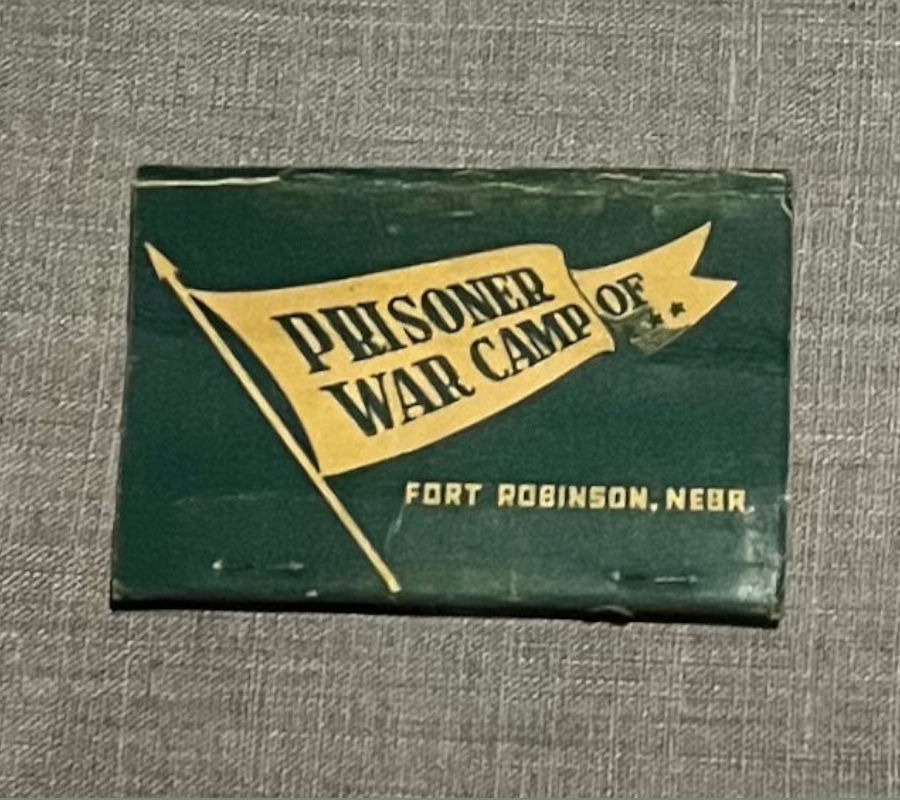 PRISONER OF
WAR CAMP
FORT ROBINSON, NEBR.